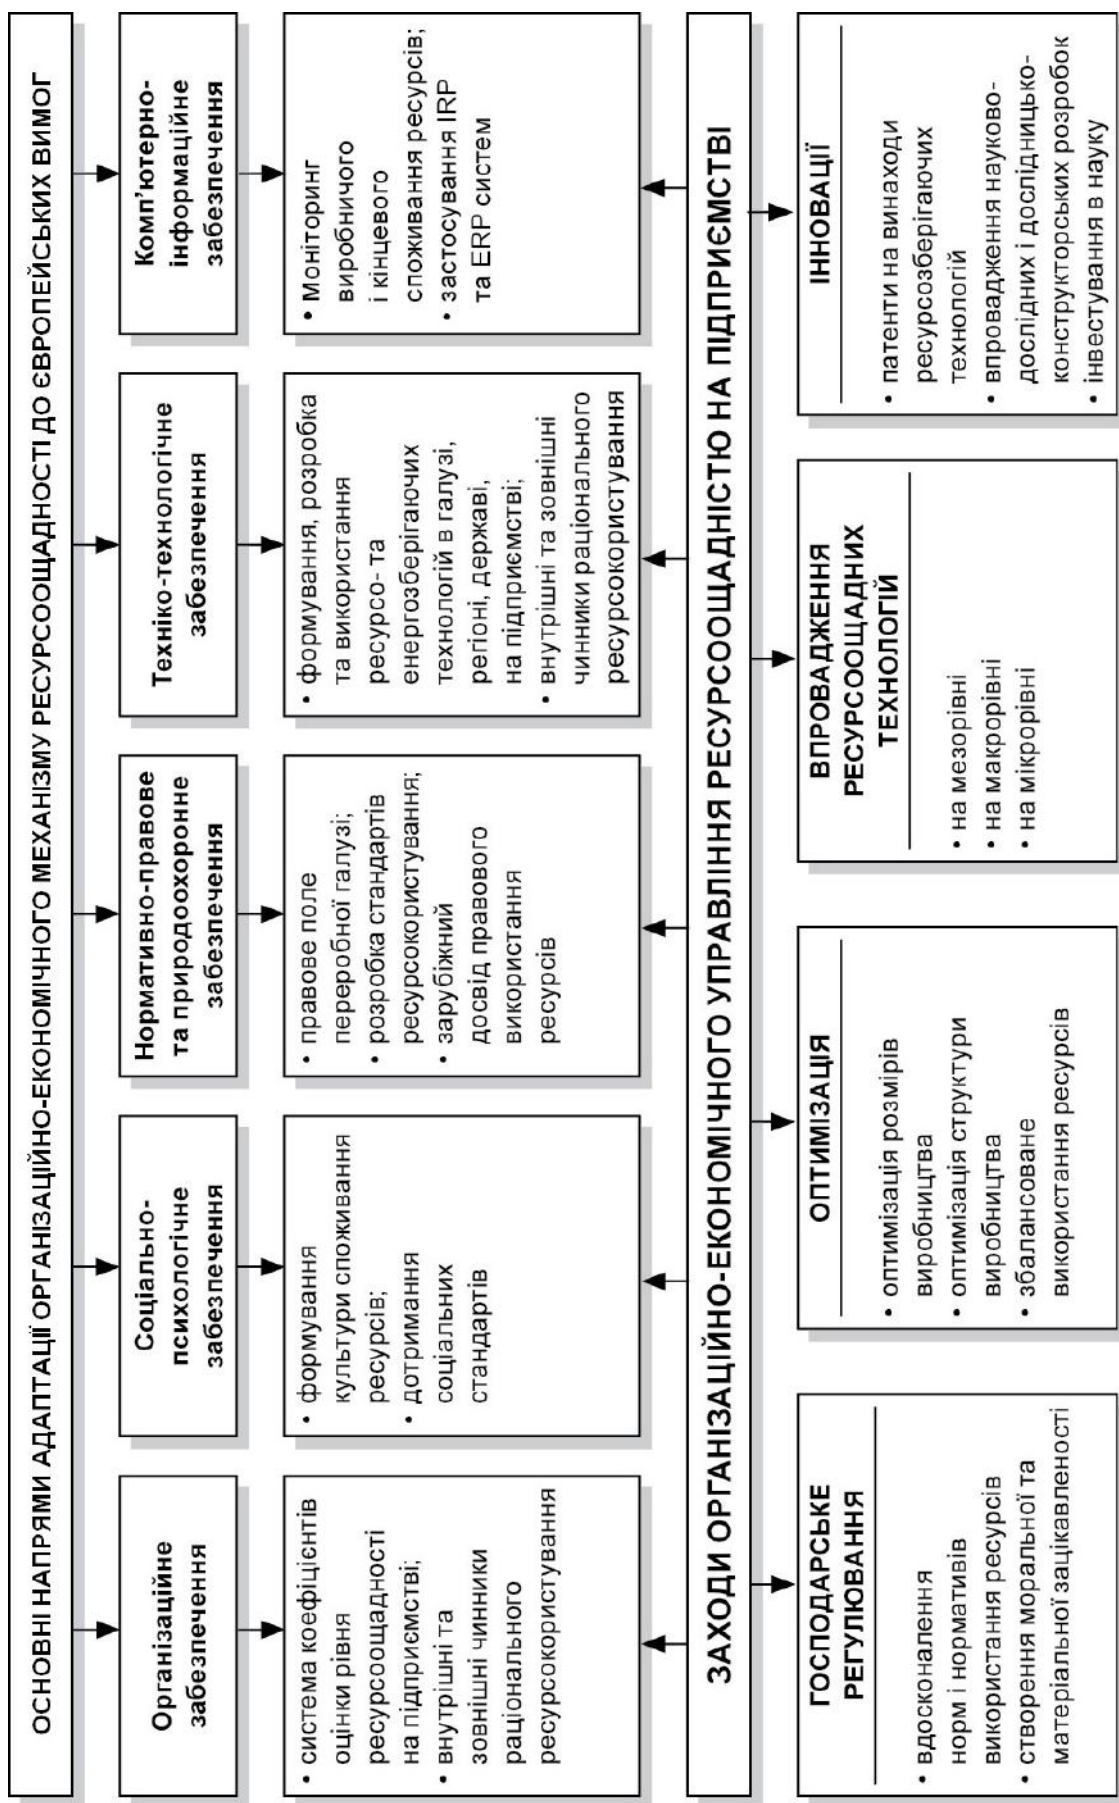 ОСНОВНІ НАПРЯМИ АДАПТАЦІЇ ОРГАНІЗАЦІЙНО-ЕКОНОМІЧНОГО МЕХАНІЗМУ РЕСУРСООЩАДНОСТІ ДО ЄВРОПЕЙСЬКИХ ВИМОГ
Організаційне
забезпечення
Соціально-
психологічне
забезпечення
Нормативно-правове
та природоохоронне
забезпечення
Техніко-технологічне
забезпечення
Комп’ютерно-
інформаційне
забезпечення
• система коефіцієнтів
оцінки рівня
ресурсоощадності
на підприємстві;
• внутрішні та
зовнішні чинники
раціонального
ресурсокористування
• формування
культури споживання
ресурсів;
• дотримання
соціальних
стандартів
• правове поле
переробної галузі;
• розробка стандартів
ресурсокористування;
• зарубіжний
досвід правового
використання
ресурсів
• формування, розробка
та використання
ресурсо- та
енергозберігаючих
технологій в галузі,
регіоні, державі,
на підприємстві;
• внутрішні та зовнішні
чинники раціонального
ресурсокористування
• Моніторинг
виробничого
і кінцевого
споживання ресурсів;
• застосування IRP
та ERP систем
ЗАХОДИ ОРГАНІЗАЦІЙНО-ЕКОНОМІЧНОГО УПРАВЛІННЯ РЕСУРСООЩАДНІСТЮ НА ПІДПРИЄМСТВІ
ГОСПОДАРСЬКЕ
РЕГУЛЮВАННЯ
• вдосконалення
норм і нормативів
використання ресурсів
• створення моральної та
матеріальної зацікавленості
ОПТИМІЗАЦІЯ
• оптимізація розмірів
виробництва
• оптимізація структури
виробництва
• збалансоване
використання ресурсів
ВПРОВАДЖЕННЯ
РЕСУРСООЩАДНИХ
ТЕХНОЛОГІЙ
• на мезорівні
• на макрорівні
• на мікрорівні
ІННОВАЦІЇ
• патенти на винаходи
ресурсозберігаючих
технологій
• впровадження науково-
дослідних і дослідницько-
конструкторських розробок
• інвестування в науку